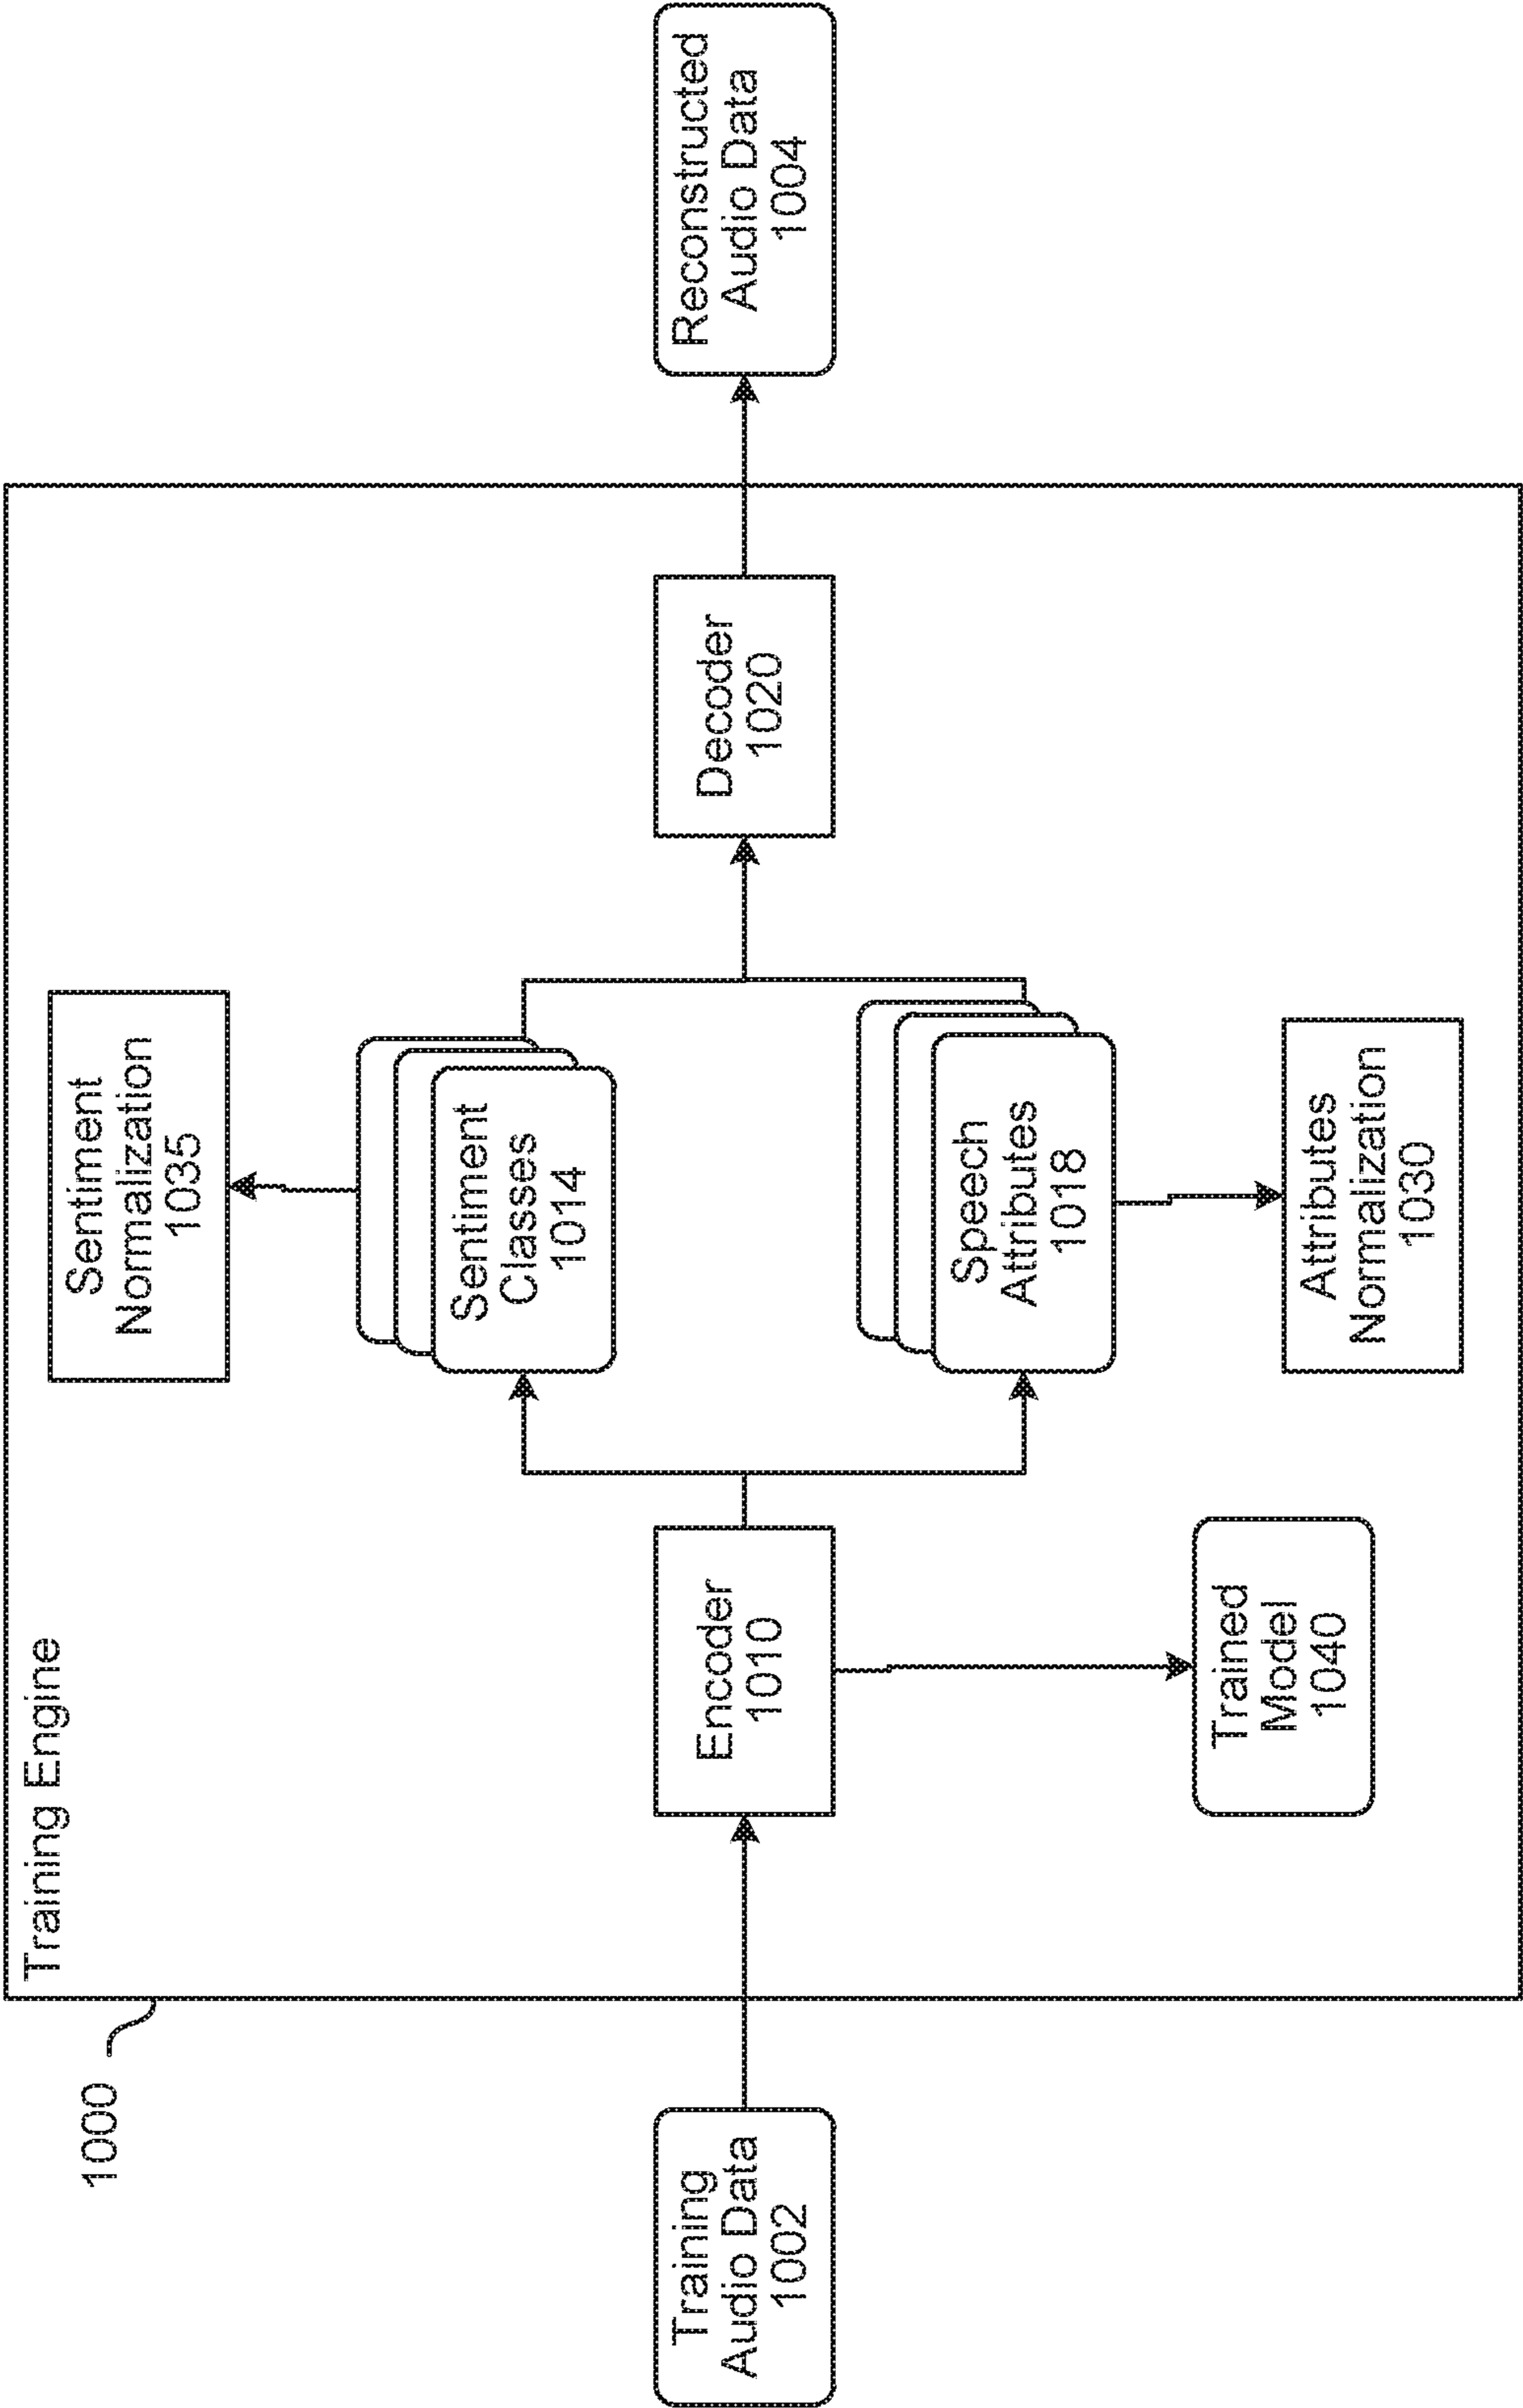 1000
Training Engine
Training
Audio Data
1002
Encoder
1010
Trained
Model
1040
Sentiment
Normalization
1035
Sentiment
Classes
1014
Speech
Attributes
1018
Attributes
Normalization
1030
Decoder
1020
Reconstructed
Audio Data
1004